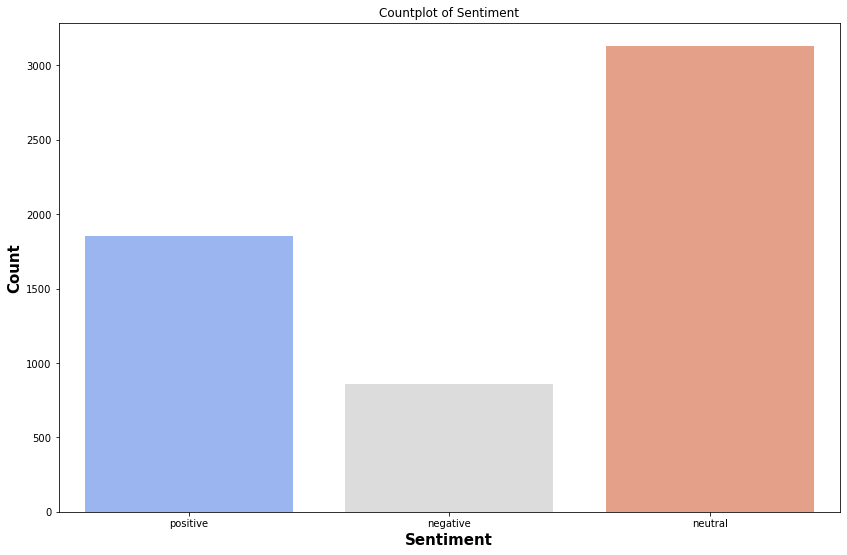 Countplot of Sentiment
3000
2500
2000
1500
1000
500
0
Count
positive negative neutral
Sentiment